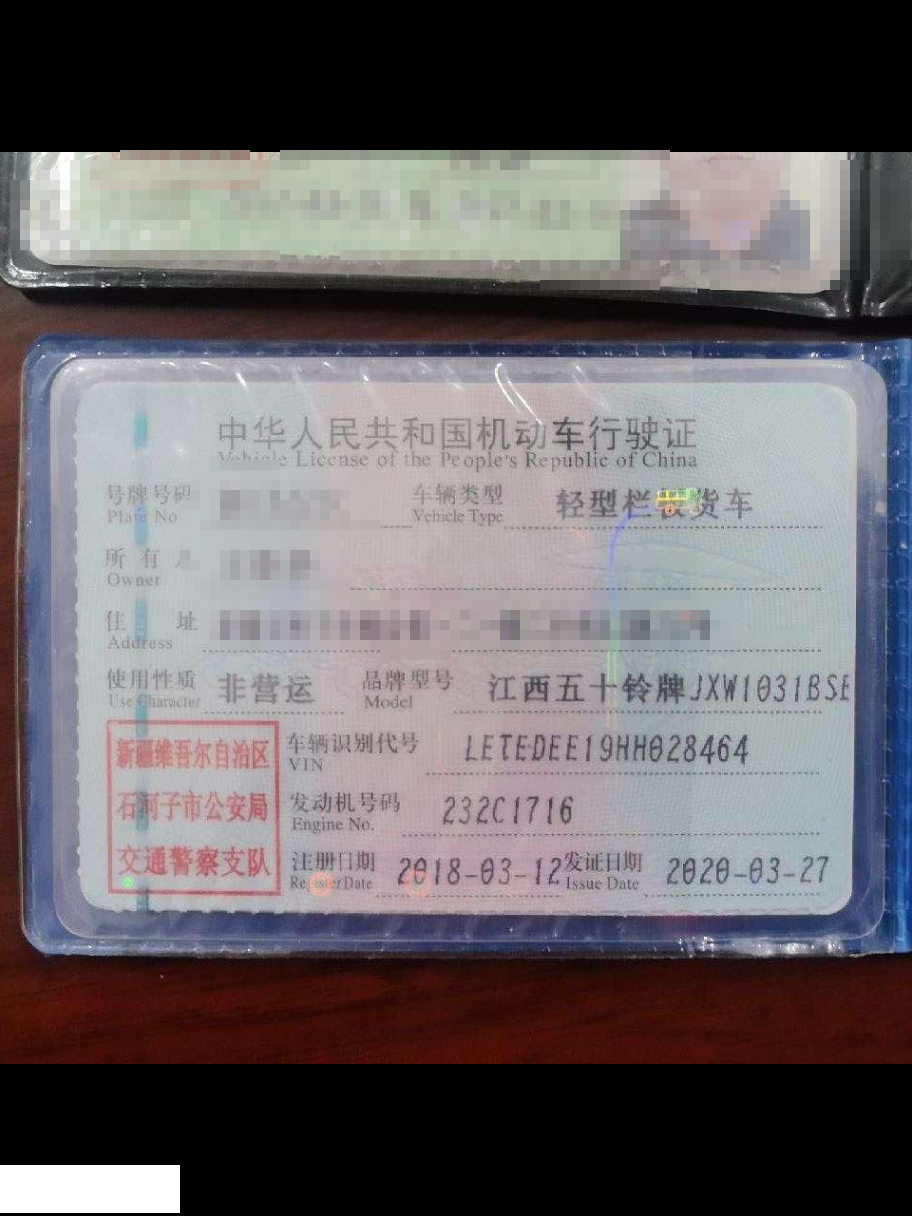 中华人民共和国机动车行驶证
Vehicle License of the People's Republic of China
号牌号码 车辆类型 轻型栏板货车
Plate No Vehicle Type
所有人
Owner
住址
Address
使用性质 非营运 品牌型号 江西五十铃牌JXW1031BSE
Use Character Model
新疆维吾尔自治区
石河子市公安局
交通警察支队
车辆识别代号 LETEDEE19HH028464
VIN
发动机号码 232C1716
Engine No.
注册日期 2018-03-12 发证日期 2020-03-27
Register Date Issue Date